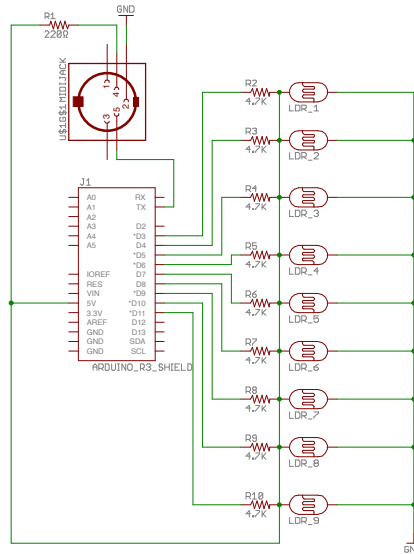 GND
R1
220Ω
U$1G$1MIDIJACK
1
4
2
5
3
J1
A0
A1
A2
A3
A4
A5
IOREF
RES
VIN
5V
3.3V
AREF
GND
GND
GND
RX
TX
D2
*D3
D4
*D5
*D6
D7
D8
*D9
*D10
*D11
D12
D13
SDA
SCL
ARDUINO_R3_SHIELD
R2
4.7K
LDR_1
R3
4.7K
LDR_2
R4
4.7K
LDR_3
R5
4.7K
LDR_4
R6
4.7K
LDR_5
R7
4.7K
LDR_6
R8
4.7K
LDR_7
R9
4.7K
LDR_8
R10
4.7K
LDR_9